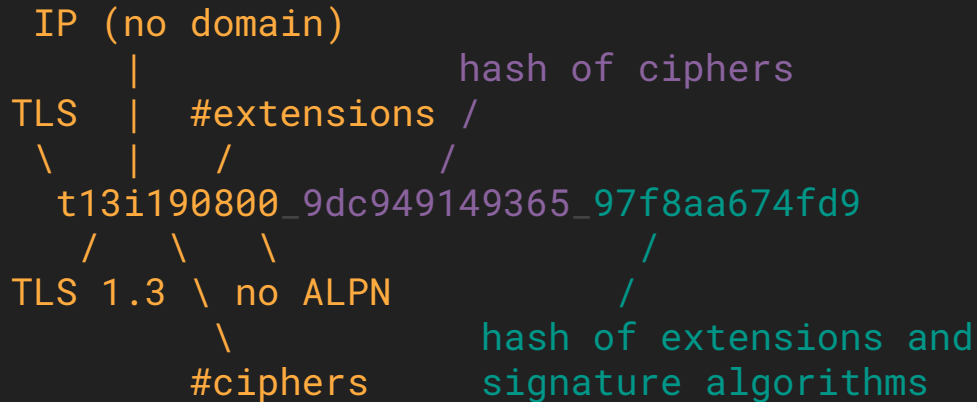 IP (no domain)
| hash of ciphers
TLS | #extensions /
\ | / /
t13i190800_9dc949149365_97f8aa674fd9
/ \ \ /
TLS 1.3 \ no ALPN /
\ hash of extensions and
#ciphers signature algorithms